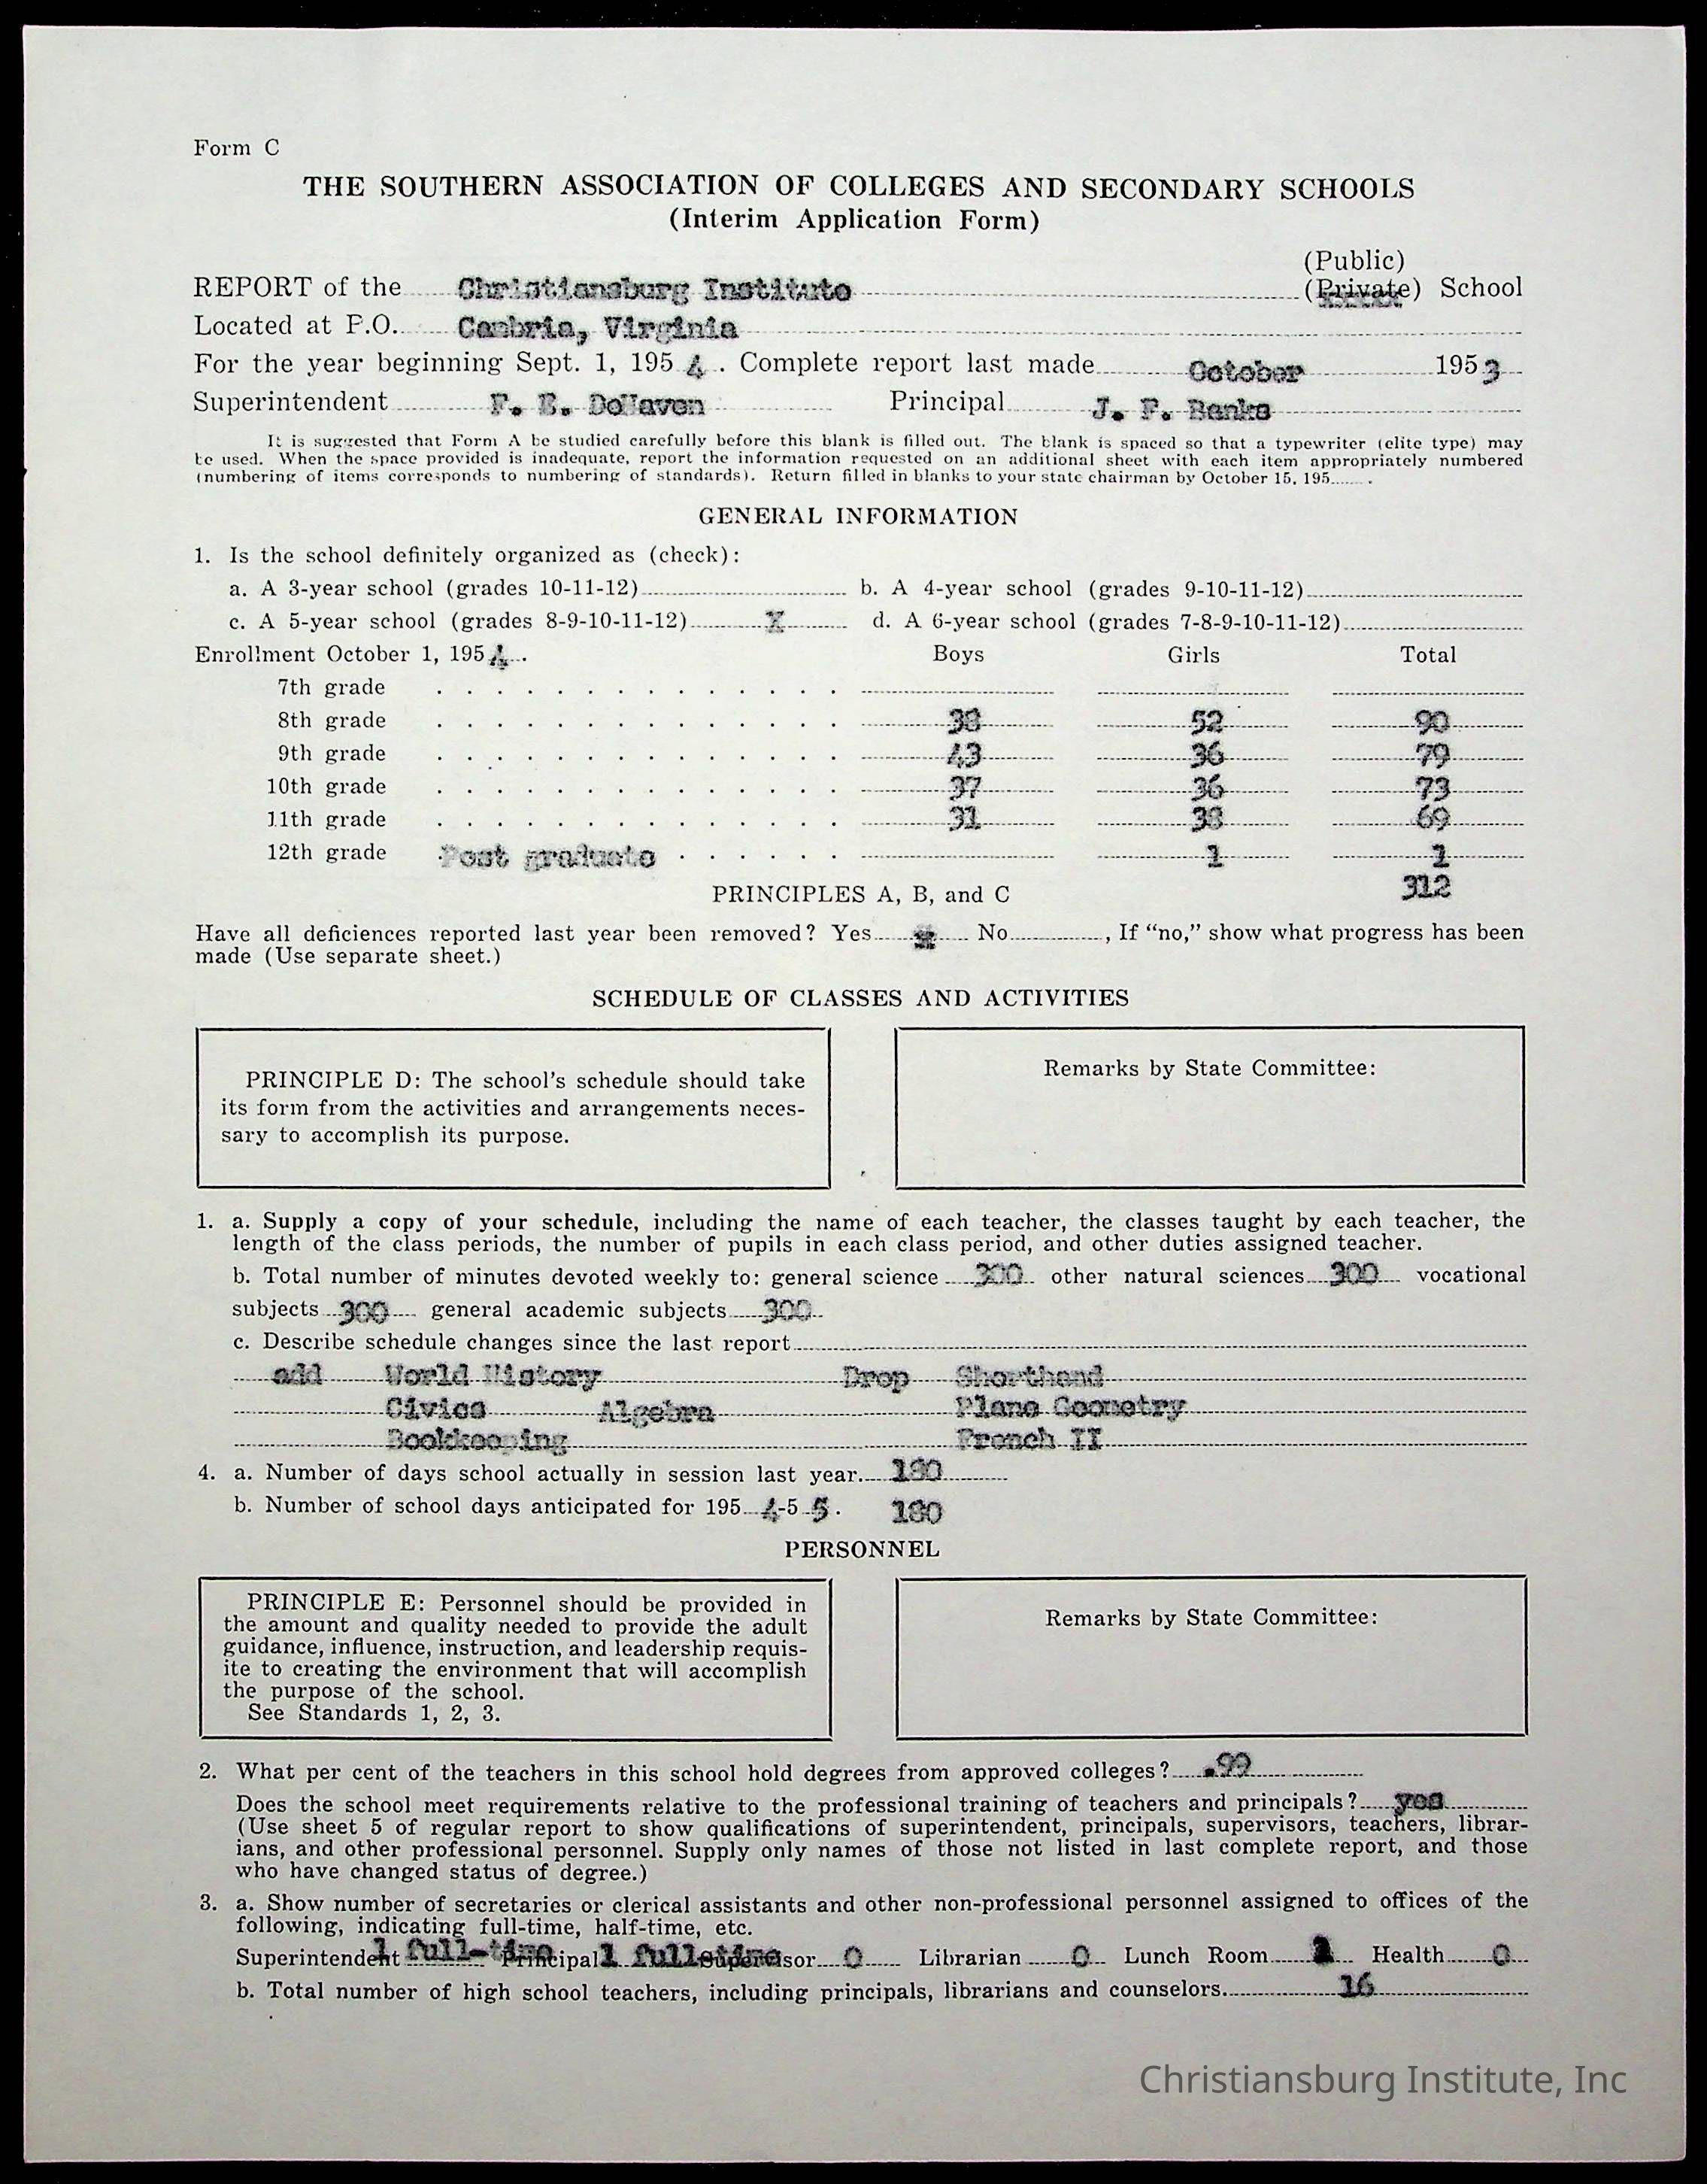 Form C
THE SOUTHERN ASSOCIATION OF COLLEGES AND SECONDARY SCHOOLS
(Interim Application Form)
(Public)
REPORT of the Christiansburg Institute (Private) School
Located at P.O. Cambria, Virginia
For the year beginning Sept. 1, 195 4 . Complete report last made October 195 3
Superintendent F. E. DeHaven Principal J. F. Banks
It is suggested that Form A be studied carefully before this blank is filled out. The blank is spaced so that a typewriter (elite type) may
be used. When the space provided is inadequate, report the information requested on an additional sheet with each item appropriately numbered
(numbering of items corresponds to numbering of standards). Return filled in blanks to your state chairman by October 15, 195...... .
GENERAL INFORMATION
1. Is the school definitely organized as (check):
a. A 3-year school (grades 10-11-12) b. A 4-year school (grades 9-10-11-12)
c. A 5-year school (grades 8-9-10-11-12) X d. A 6-year school (grades 7-8-9-10-11-12)
Enrollment October 1, 195 4 . Boys Girls Total
7th grade
8th grade 38 52 90
9th grade 43 36 79
10th grade 37 36 73
11th grade 31 38 69
12th grade Post graduate 1 1
312
PRINCIPLES A, B, and C
Have all deficiences reported last year been removed? Yes x No , If "no," show what progress has been
made (Use separate sheet.)
SCHEDULE OF CLASSES AND ACTIVITIES
PRINCIPLE D: The school's schedule should take
its form from the activities and arrangements neces-
sary to accomplish its purpose.
Remarks by State Committee:
1. a. Supply a copy of your schedule, including the name of each teacher, the classes taught by each teacher, the
length of the class periods, the number of pupils in each class period, and other duties assigned teacher.
b. Total number of minutes devoted weekly to: general science 300 other natural sciences 300 vocational
subjects 300 general academic subjects 300
c. Describe schedule changes since the last report
add World History Drop Shorthand
Civics Algebra Plane Geometry
Bookkeeping French II
4. a. Number of days school actually in session last year 180
b. Number of school days anticipated for 195 4-5 5 . 180
PERSONNEL
PRINCIPLE E: Personnel should be provided in
the amount and quality needed to provide the adult
guidance, influence, instruction, and leadership requis-
ite to creating the environment that will accomplish
the purpose of the school.
See Standards 1, 2, 3.
Remarks by State Committee:
2. What per cent of the teachers in this school hold degrees from approved colleges? .99
Does the school meet requirements relative to the professional training of teachers and principals? yes
(Use sheet 5 of regular report to show qualifications of superintendent, principals, supervisors, teachers, librar-
ians, and other professional personnel. Supply only names of those not listed in last complete report, and those
who have changed status of degree.)
3. a. Show number of secretaries or clerical assistants and other non-professional personnel assigned to offices of the
following, indicating full-time, half-time, etc.
Superintendent 1 full-time Principal 1 full-time Supervisor 0 Librarian 0 Lunch Room Health 0
b. Total number of high school teachers, including principals, librarians and counselors 16
Christiansburg Institute, Inc